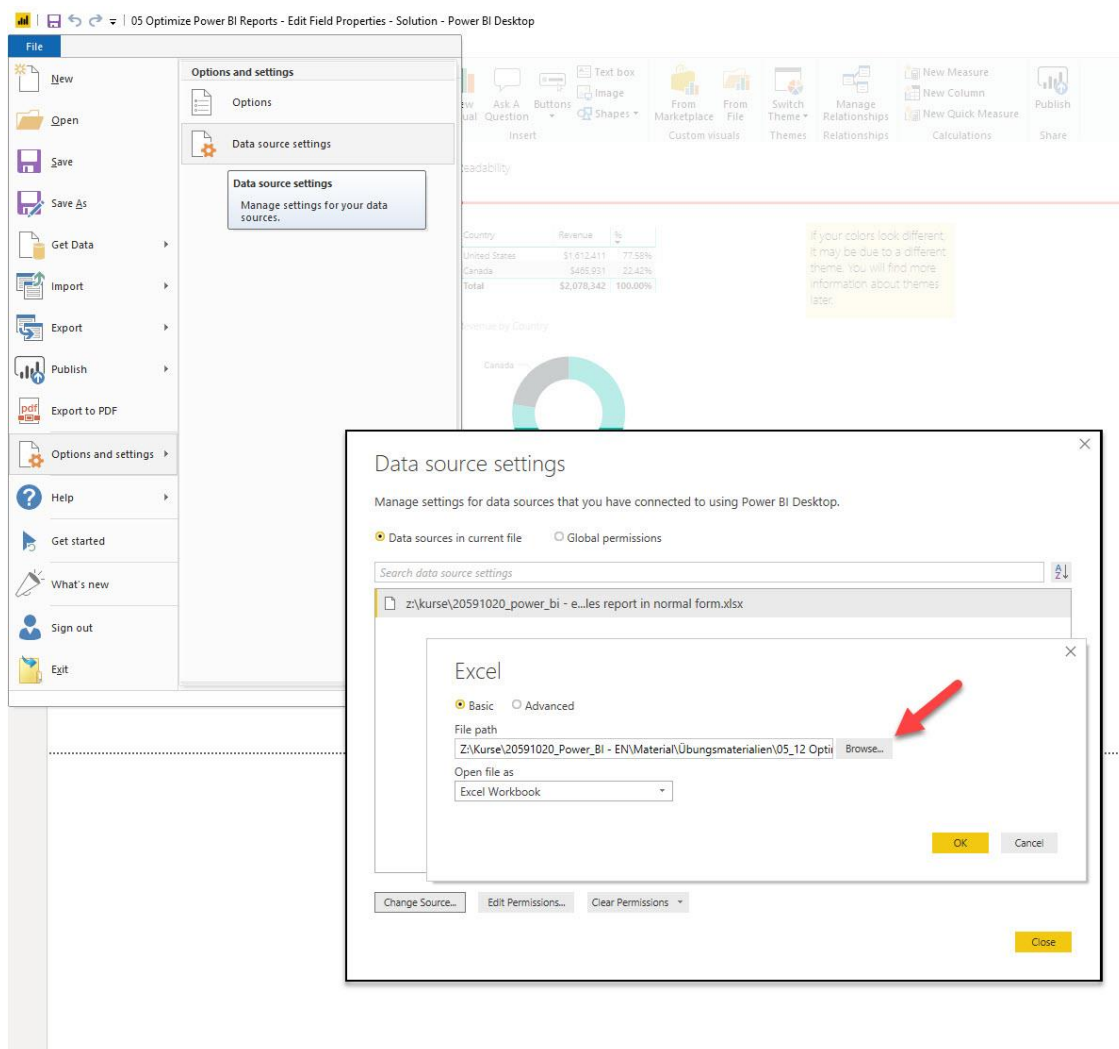 05 Optimize Power BI Reports - Edit Field Properties - Solution - Power BI Desktop
File
New
Open
Save
Save As
Get Data
Import
Export
Publish
pdf
Export to PDF
Options and settings
Help
Get started
What's new
Sign out
Exit
Options and settings
Options
Data source settings
Data source settings
Manage settings for your data
sources.
Ask A
Question
Buttons
Text box
Image
Shapes
Insert
From
Marketplace
From
File
Custom visuals
Switch
Theme
Themes
Manage
Relationships
Relationships
New Measure
New Column
New Quick Measure
Calculations
Publish
Share
Country Revenue %
United States $1,612,411 77.58%
Canada $465,931 22.42%
Total $2,078,342 100.00%
If your colors look different,
it may be due to a different
theme. You will find more
information about themes
later.
Revenue by Country
Canada
Data source settings
Manage settings for data sources that you have connected to using Power BI Desktop.
Data sources in current file
Global permissions
Search data source settings
A
Z
z:\kurse\20591020_power_bi - e...les report in normal form.xlsx
Excel
Basic
Advanced
File path
Z:\Kurse\20591020_Power_BI - EN\Material\Übungsmaterialien\05_12 Opti
Browse...
Open file as
Excel Workbook
OK
Cancel
Change Source...
Edit Permissions...
Clear Permissions
Close